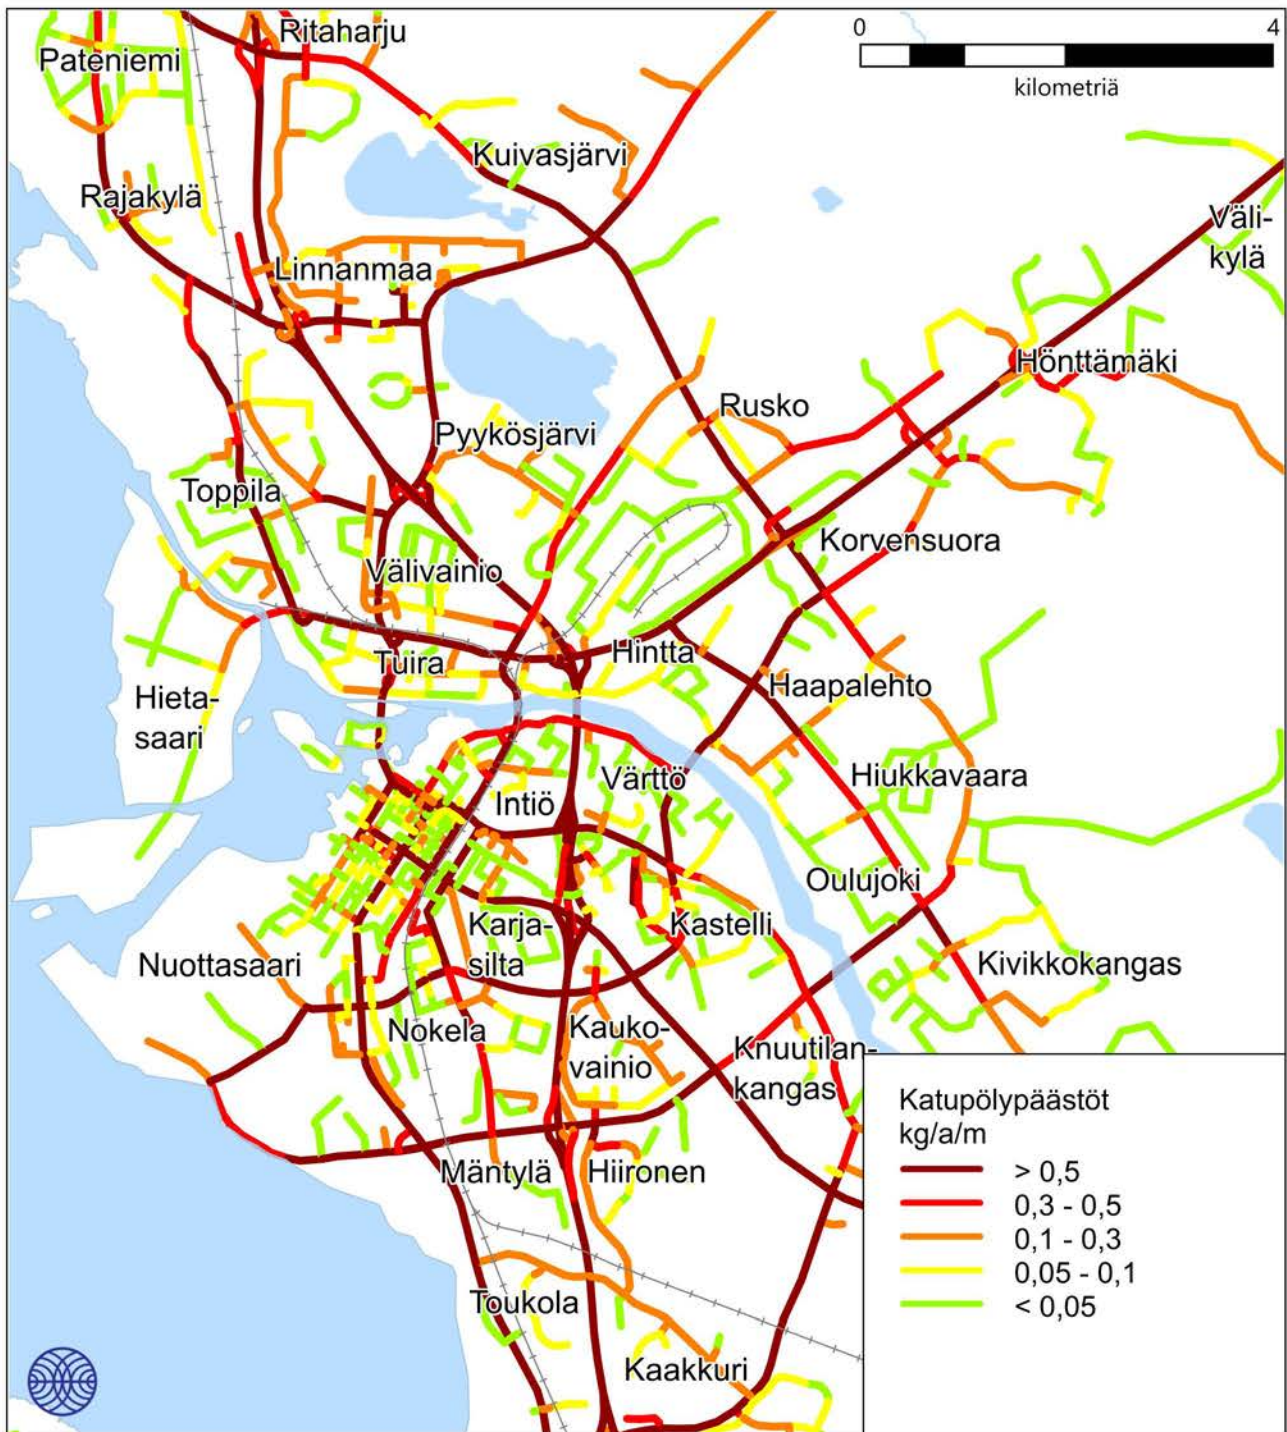 0 4
kilometriä
Ritaharju
Pateniemi
Kuivasjärvi
Rajakylä
Väli-
kylä
Linnanmaa
Hönttämäki
Rusko
Pyykösjärvi
Toppila
Korvensuora
Välivainio
Hintta
Tuira
Haapalehto
Hieta-
saari
Värttö
Hiukkavaara
Intiö
Oulujoki
Karja-
silta
Kastelli
Nuottasaari
Kivikkokangas
Nokela
Kauko-
vainio
Knuutilan-
kangas
Mäntylä
Hiironen
Toukola
Kaakkuri
Katupölypäästöt
kg/a/m
> 0,5
0,3 - 0,5
0,1 - 0,3
0,05 - 0,1
< 0,05